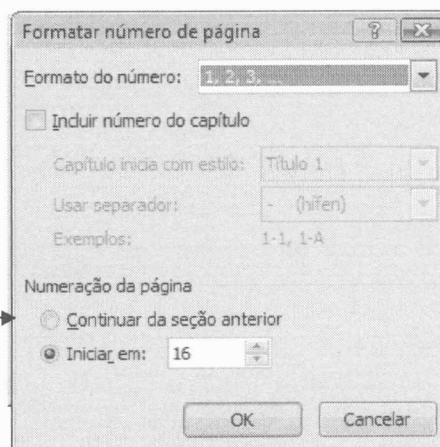 Formatar número de página
Formato do número: 1, 2, 3, ...
Incluir número do capítulo
Capítulo inicia com estilo: Título 1
Usar separador: - (hífen)
Exemplos: 1-1, 1-A
Numeração da página
Continuar da seção anterior
Iniciar em: 16
OK Cancelar